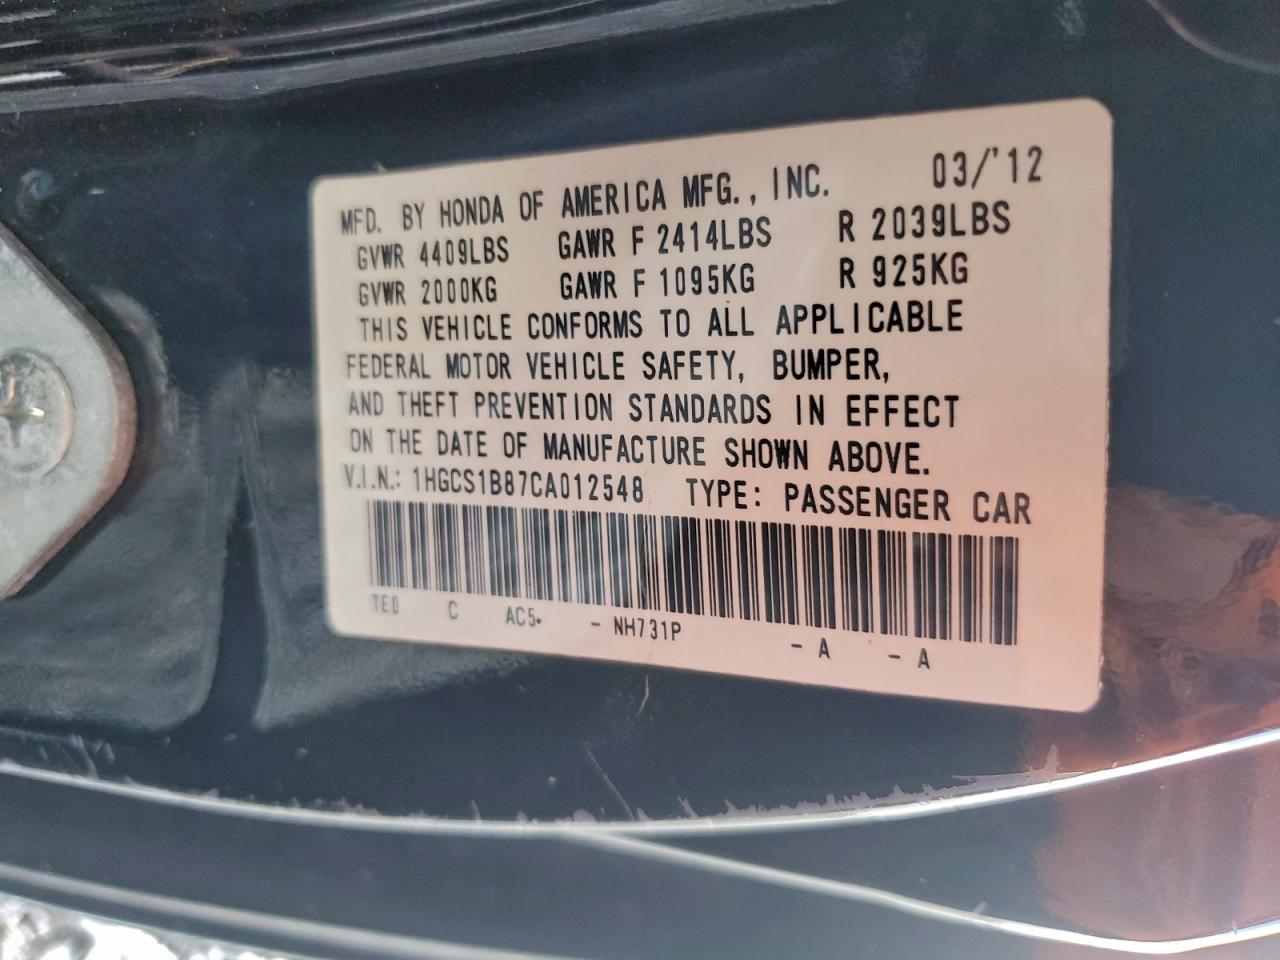 MFD. BY HONDA OF AMERICA MFG., INC. 03/'12
GVWR 4409LBS GAWR F 2414LBS R 2039LBS
GVWR 2000KG GAWR F 1095KG R 925KG
THIS VEHICLE CONFORMS TO ALL APPLICABLE
FEDERAL MOTOR VEHICLE SAFETY, BUMPER,
AND THEFT PREVENTION STANDARDS IN EFFECT
ON THE DATE OF MANUFACTURE SHOWN ABOVE.
V.I.N.: 1HGCS1B87CA012548 TYPE: PASSENGER CAR
TE0 C AC5• - NH731P - A - A